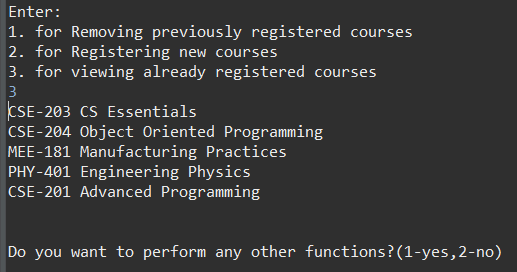 Enter:
1. for Removing previously registered courses
2. for Registering new courses
3. for viewing already registered courses
3
CSE-203 CS Essentials
CSE-204 Object Oriented Programming
MEE-181 Manufacturing Practices
PHY-401 Engineering Physics
CSE-201 Advanced Programming
Do you want to perform any other functions?(1-yes,2-no)